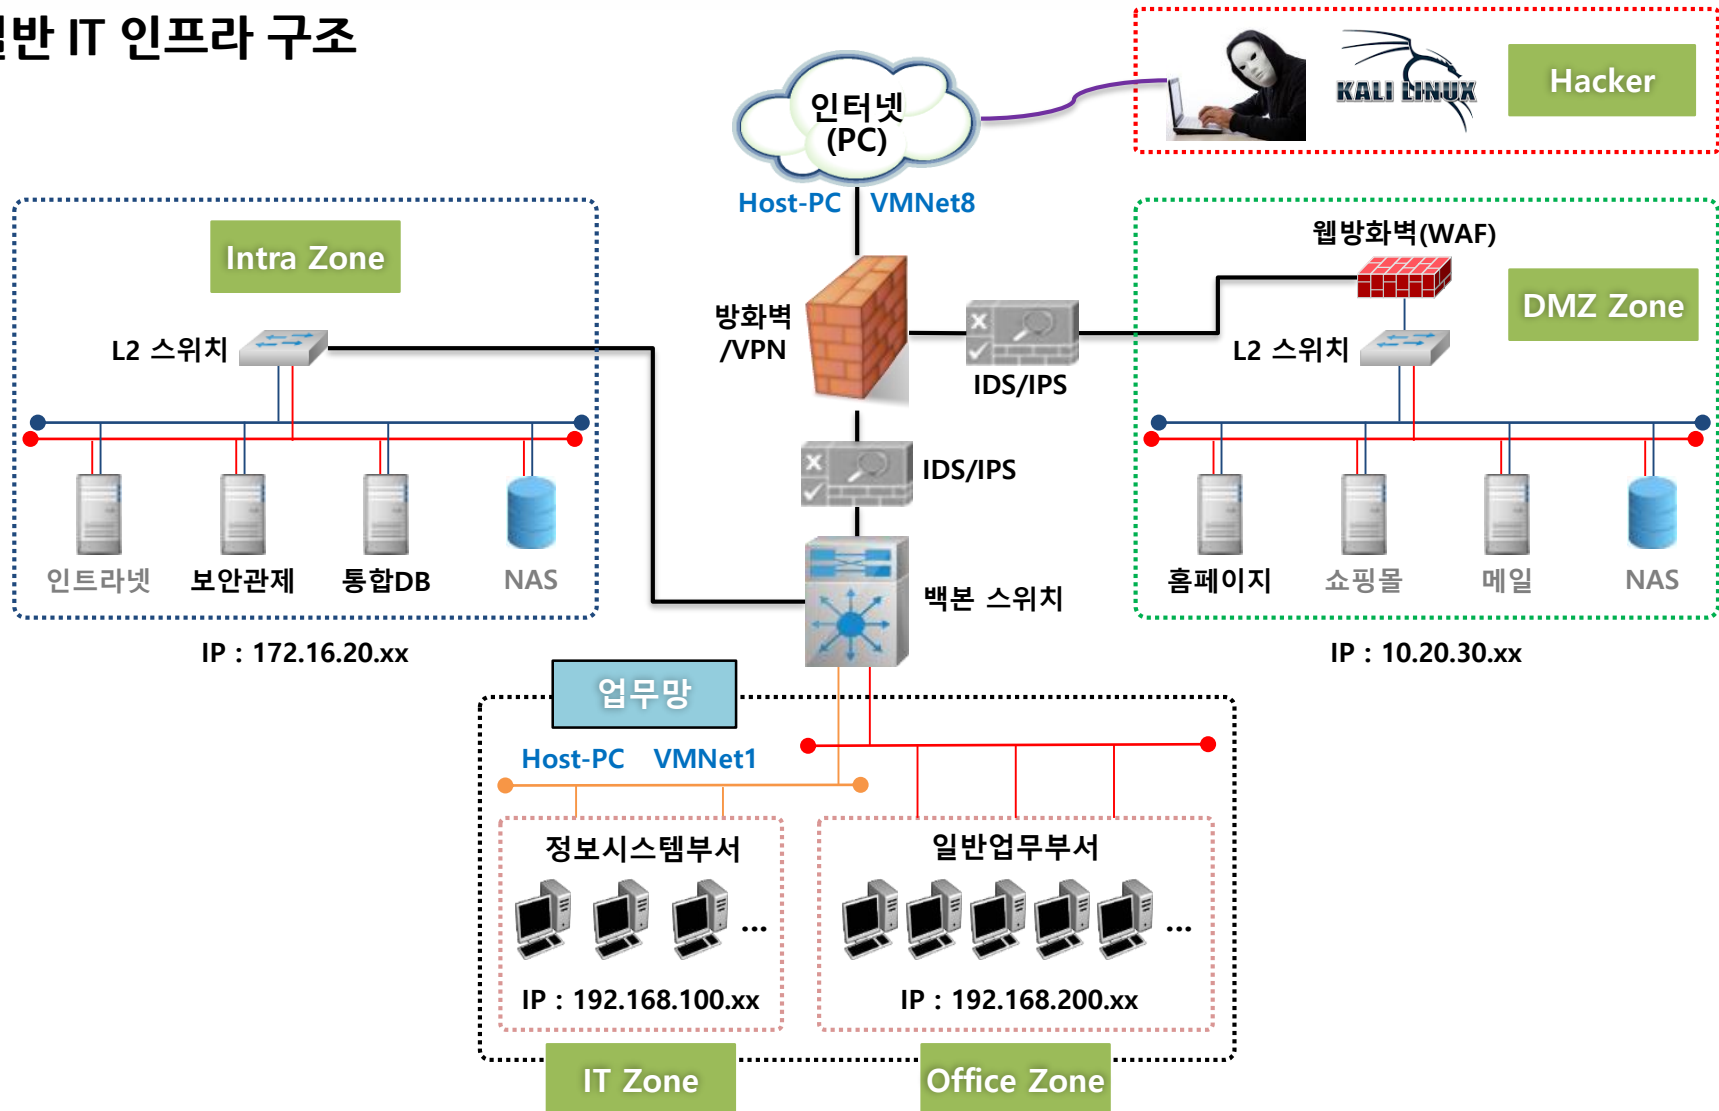 일반 IT 인프라 구조
KALI LINUX
Hacker
인터넷
(PC)
Host-PC VMNet8
Intra Zone
웹방화벽(WAF)
DMZ Zone
방화벽
/VPN
L2 스위치
IDS/IPS
L2 스위치
IDS/IPS
인트라넷
보안관제
통합DB
NAS
백본 스위치
홈페이지
쇼핑몰
메일
NAS
IP : 172.16.20.xx
IP : 10.20.30.xx
업무망
Host-PC VMNet1
정보시스템부서
일반업무부서
...
...
IP : 192.168.100.xx
IP : 192.168.200.xx
IT Zone
Office Zone